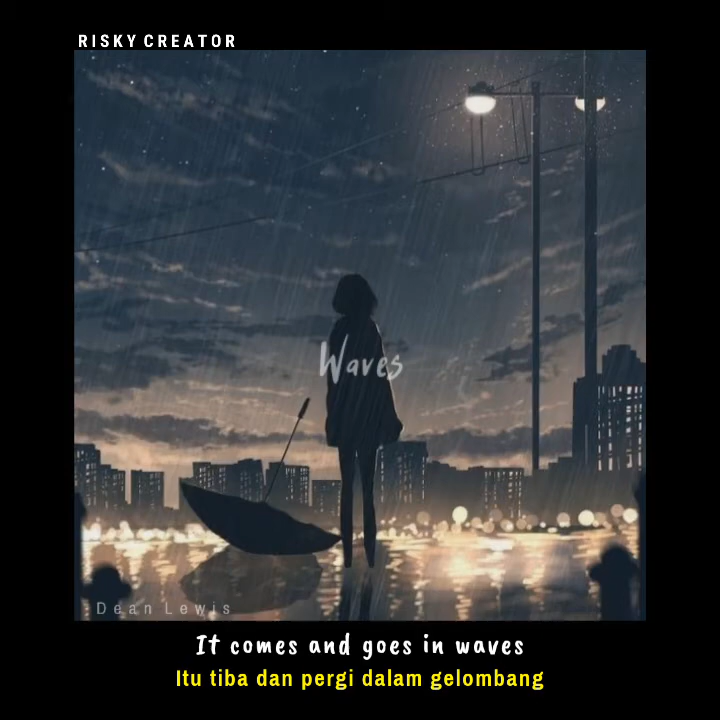 RISKY CREATOR
Waves
Dean Lewis
It comes and goes in waves
Itu tiba dan pergi dalam gelombang